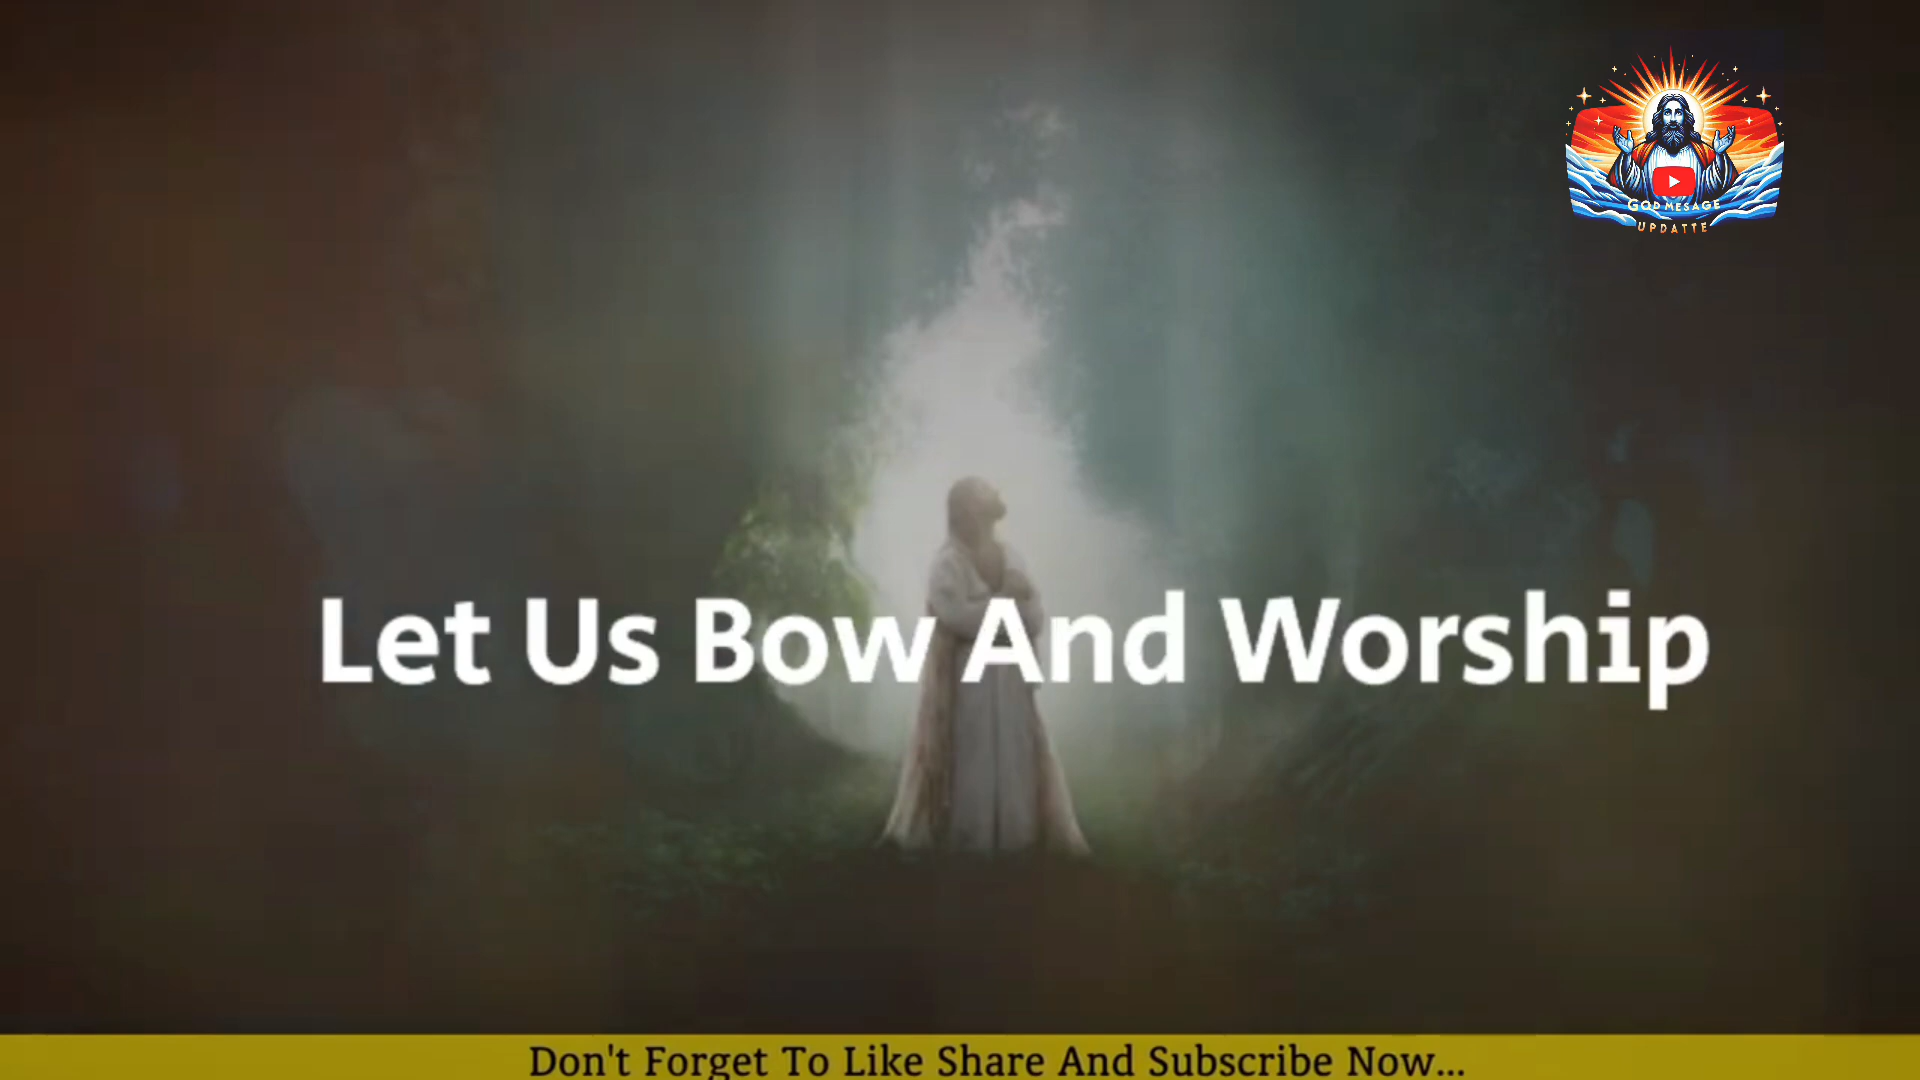 GOD MESAGE
UPDATTE
Let Us Bow And Worship
Don't Forget To Like Share And Subscribe Now...